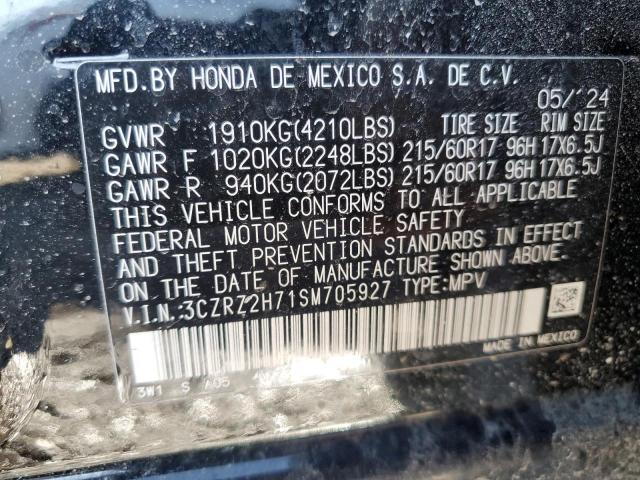 MFD.BY HONDA DE MEXICO S.A. DE C.V.
05/'24
GVWR 1910KG(4210LBS) TIRE SIZE RIM SIZE
GAWR F 1020KG(2248LBS) 215/60R17 96H 17X6.5J
GAWR R 940KG(2072LBS) 215/60R17 96H 17X6.5J
THIS VEHICLE CONFORMS TO ALL APPLICABLE
FEDERAL MOTOR VEHICLE SAFETY
AND THEFT PREVENTION STANDARDS IN EFFECT
ON THE DATE OF MANUFACTURE SHOWN ABOVE.
V.I.N.:3CZRZ2H71SM705927 TYPE:MPV
MADE IN MEXICO
3W1 S A05